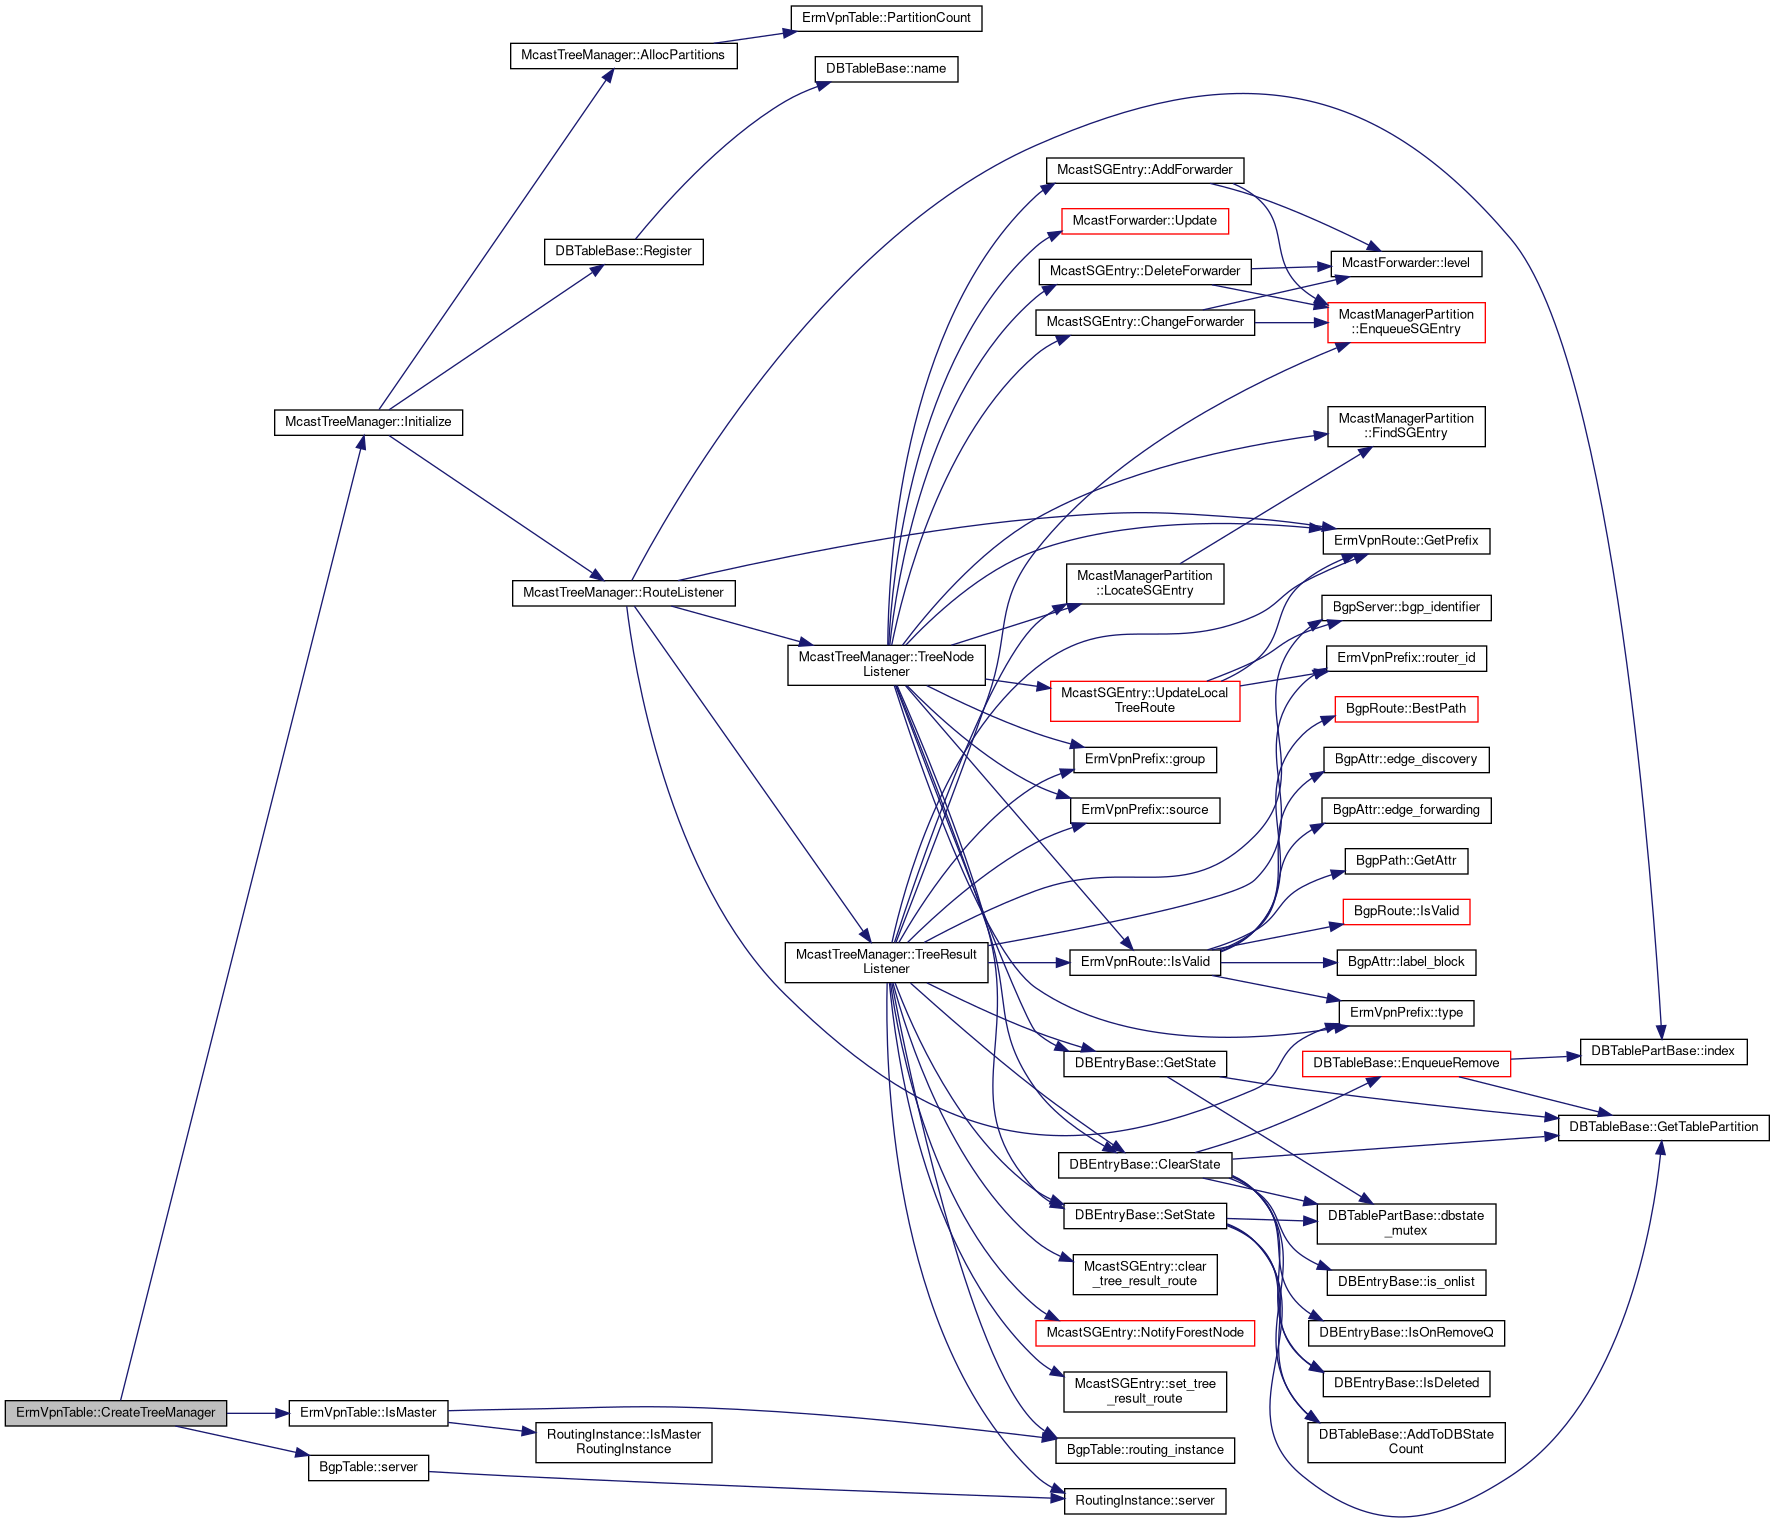 ErmVpnTable::PartitionCount
McastTreeManager::AllocPartitions
DBTableBase::name
McastSGEntry::AddForwarder
McastForwarder::Update
DBTableBase::Register
McastForwarder::level
McastSGEntry::DeleteForwarder
McastSGEntry::ChangeForwarder
McastManagerPartition
::EnqueueSGEntry
McastTreeManager::Initialize
McastManagerPartition
::FindSGEntry
ErmVpnRoute::GetPrefix
McastTreeManager::RouteListener
McastManagerPartition
::LocateSGEntry
BgpServer::bgp_identifier
McastTreeManager::TreeNode
Listener
ErmVpnPrefix::router_id
McastSGEntry::UpdateLocal
TreeRoute
BgpRoute::BestPath
ErmVpnPrefix::group
BgpAttr::edge_discovery
ErmVpnPrefix::source
BgpAttr::edge_forwarding
BgpPath::GetAttr
BgpRoute::IsValid
McastTreeManager::TreeResult
Listener
ErmVpnRoute::IsValid
BgpAttr::label_block
ErmVpnPrefix::type
DBTablePartBase::index
DBEntryBase::GetState
DBTableBase::EnqueueRemove
DBTableBase::GetTablePartition
DBEntryBase::ClearState
DBEntryBase::SetState
DBTablePartBase::dbstate
_mutex
McastSGEntry::clear
_tree_result_route
DBEntryBase::is_onlist
McastSGEntry::NotifyForestNode
DBEntryBase::IsOnRemoveQ
McastSGEntry::set_tree
_result_route
DBEntryBase::IsDeleted
ErmVpnTable::CreateTreeManager
ErmVpnTable::IsMaster
RoutingInstance::IsMaster
RoutingInstance
BgpTable::routing_instance
DBTableBase::AddToDBState
Count
BgpTable::server
RoutingInstance::server